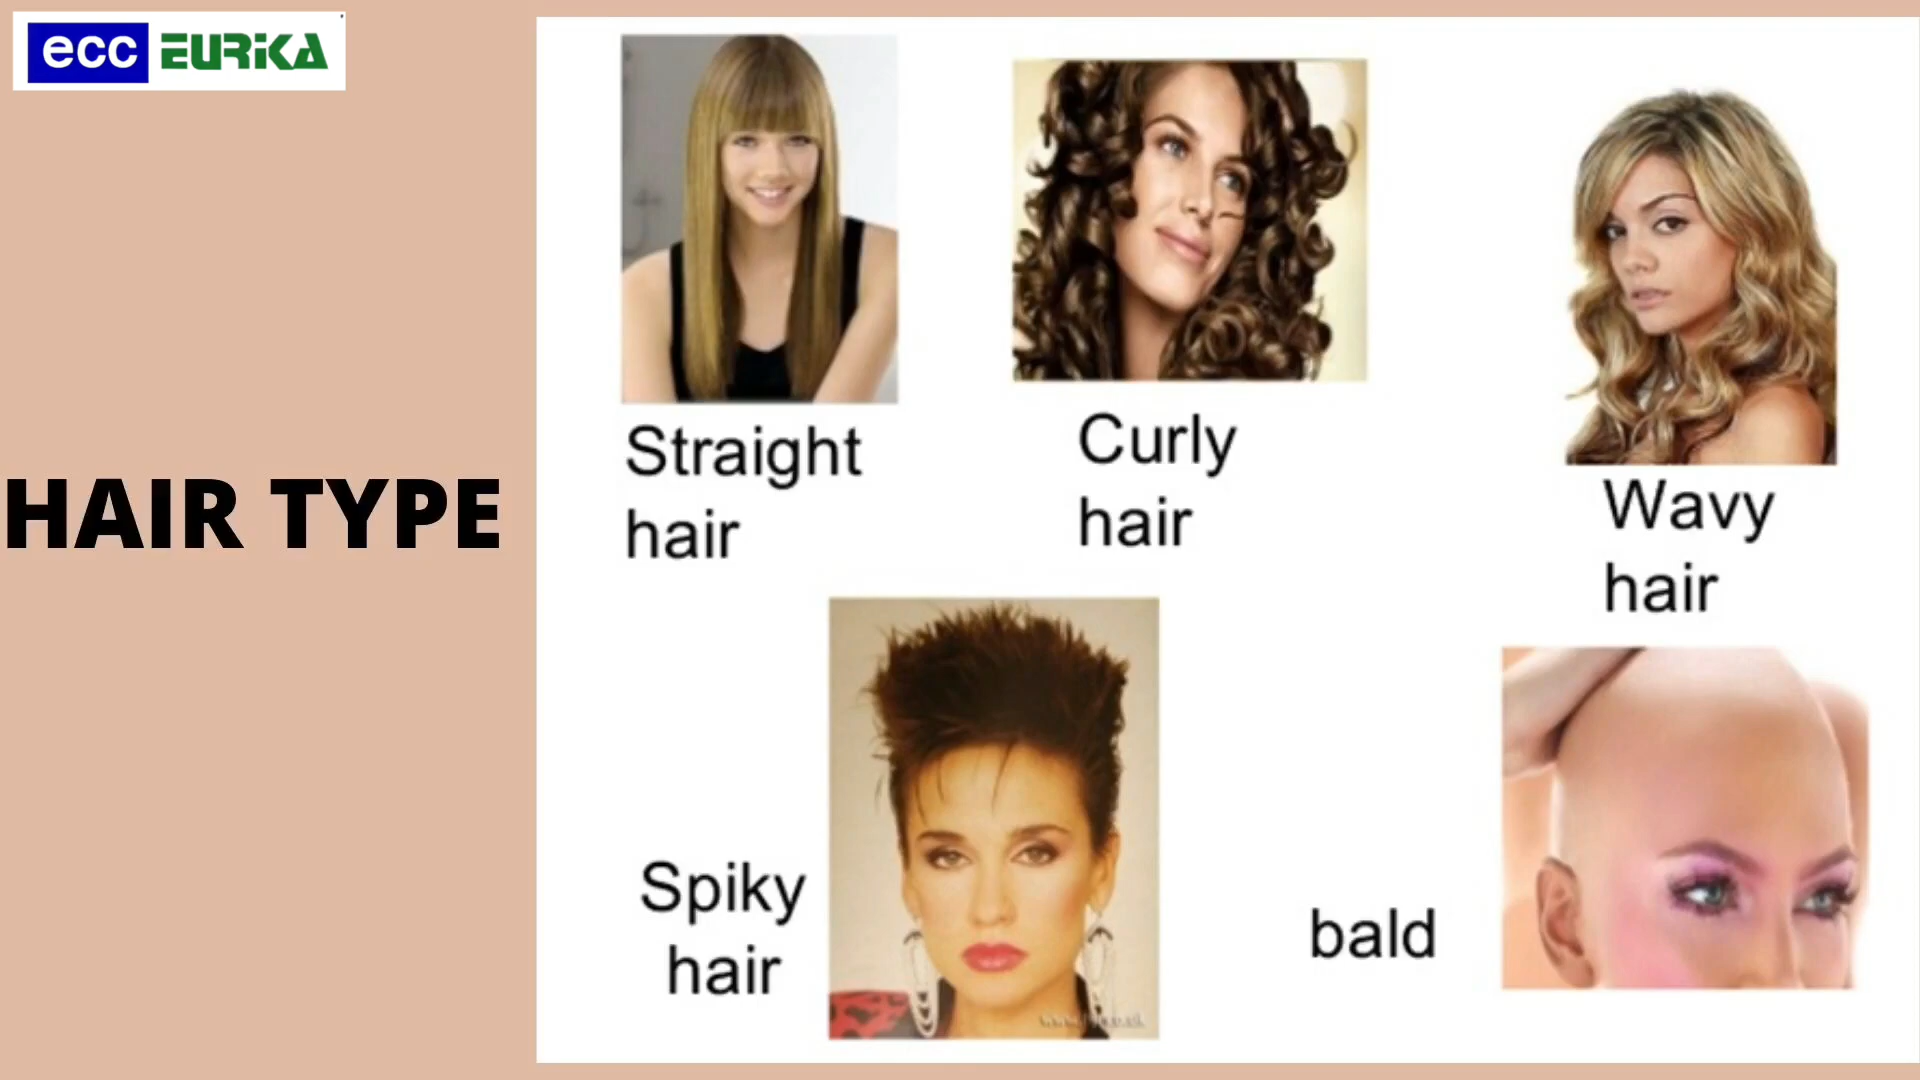 ecc EURiKA
HAIR TYPE
Straight
hair
Curly
hair
Wavy
hair
Spiky
hair
bald